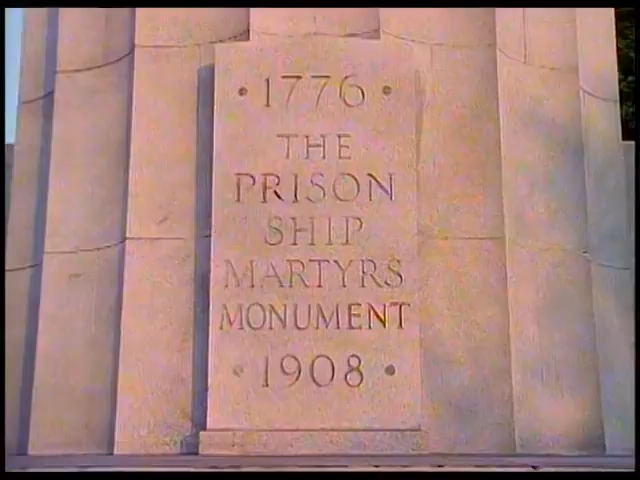 • 1776 •
THE
PRISON
SHIP
MARTYRS
MONUMENT
• 1908 •